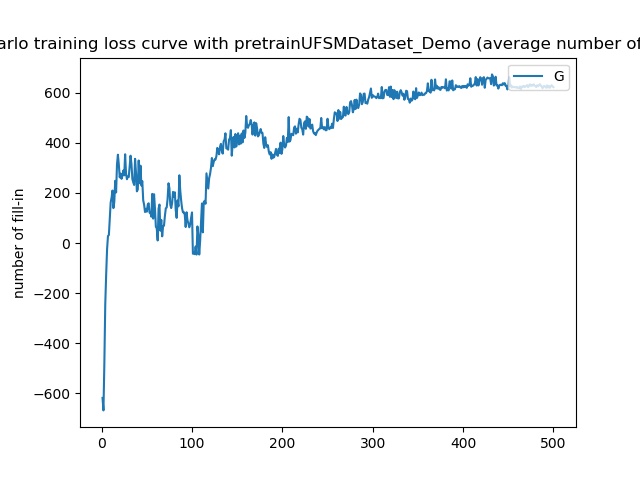 arlo training loss curve with pretrainUFSMDataset_Demo (average number of
G
number of fill-in
600
400
200
0
−200
−400
−600
0 100 200 300 400 500